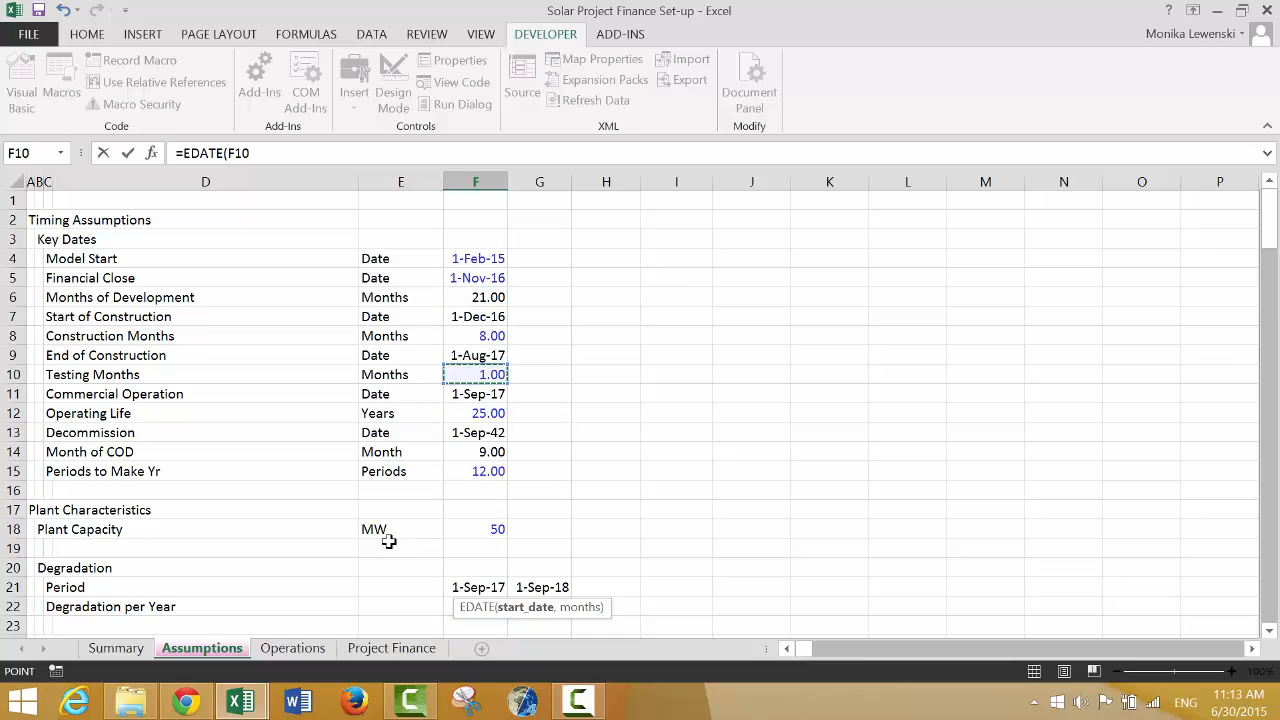 Solar Project Finance Set-up - Excel
FILE HOME INSERT PAGE LAYOUT FORMULAS DATA REVIEW VIEW DEVELOPER ADD-INS Monika Lewenski
Visual Basic
Macros
Record Macro
Use Relative References
Macro Security
Code
Add-Ins
COM Add-Ins
Add-Ins
Insert
Design Mode
Properties
View Code
Run Dialog
Controls
Source
Map Properties
Expansion Packs
Refresh Data
Import
Export
XML
Document Panel
Modify
F10 =EDATE(F10
A B C D E F G H I J K L M N O P
1
2 Timing Assumptions
3 Key Dates
4 Model Start Date 1-Feb-15
5 Financial Close Date 1-Nov-16
6 Months of Development Months 21.00
7 Start of Construction Date 1-Dec-16
8 Construction Months Months 8.00
9 End of Construction Date 1-Aug-17
10 Testing Months Months 1.00
11 Commercial Operation Date 1-Sep-17
12 Operating Life Years 25.00
13 Decommission Date 1-Sep-42
14 Month of COD Month 9.00
15 Periods to Make Yr Periods 12.00
16
17 Plant Characteristics
18 Plant Capacity MW 50
19
20 Degradation
21 Period 1-Sep-17 1-Sep-18
22 Degradation per Year
EDATE(start_date, months)
23
Summary Assumptions Operations Project Finance
POINT 100%
ENG 11:13 AM
6/30/2015